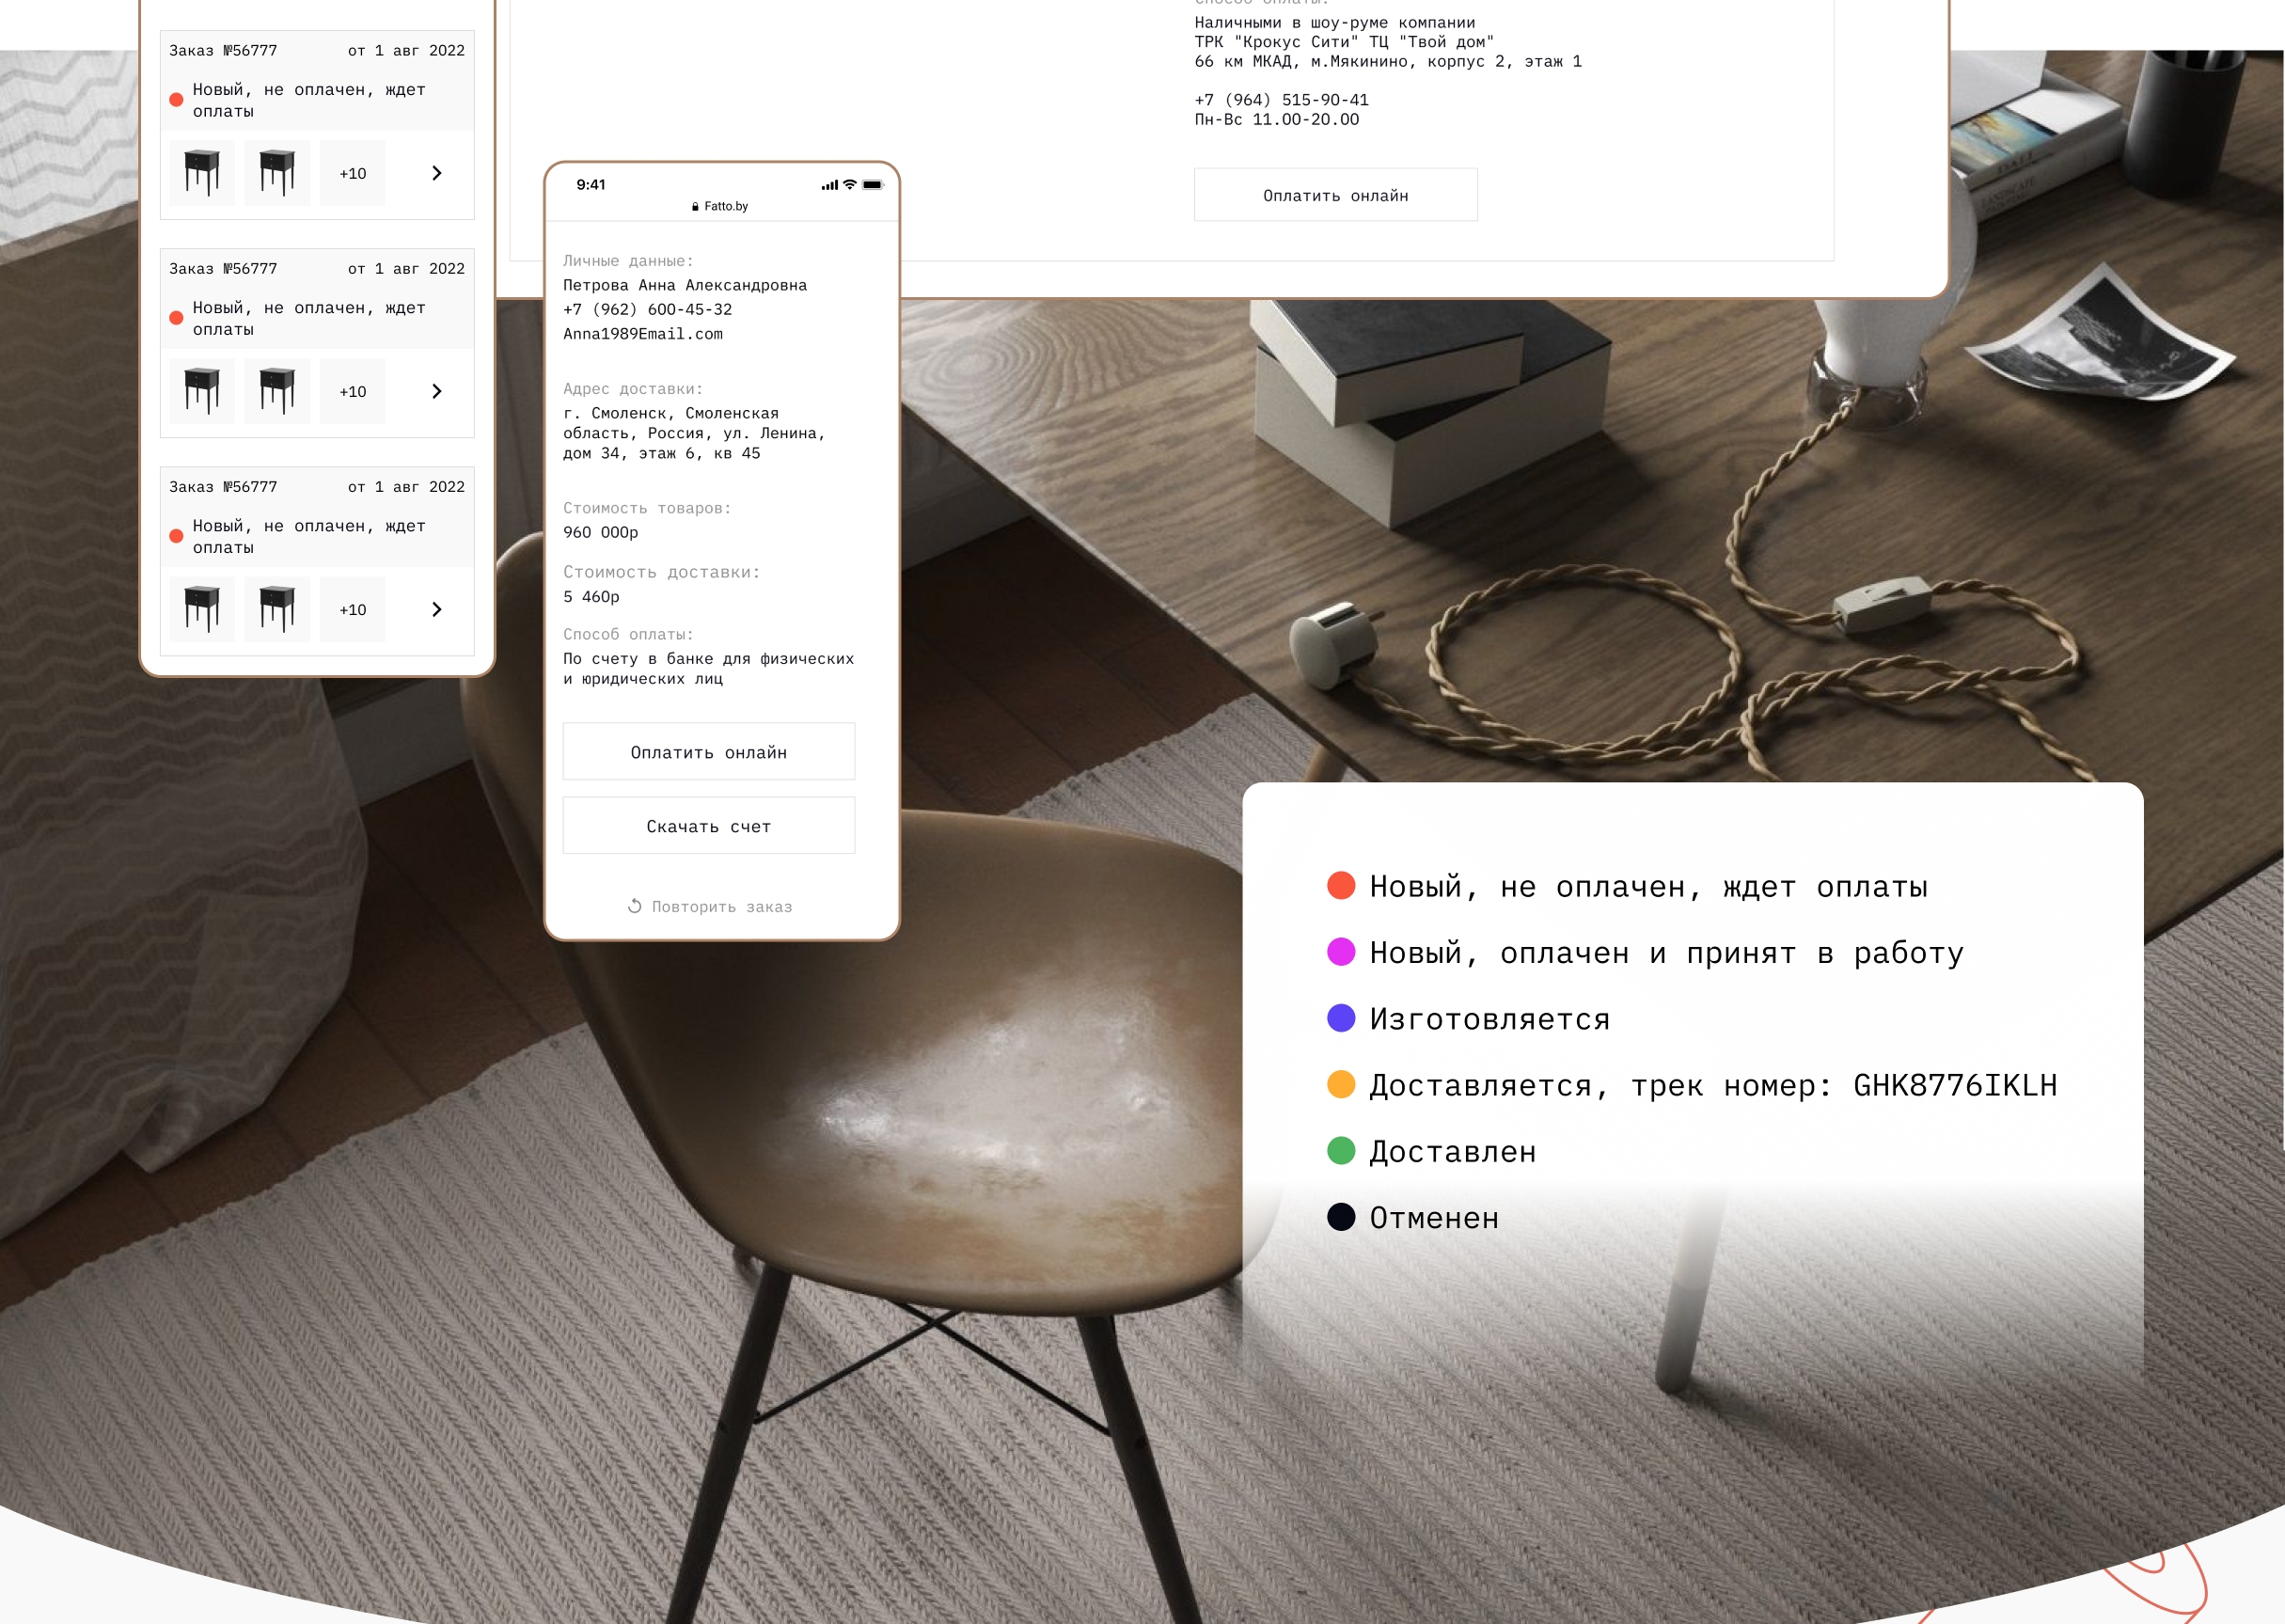 Заказ №56777 от 1 авг 2022
Новый, не оплачен, ждет
оплаты
+10
Заказ №56777 от 1 авг 2022
Новый, не оплачен, ждет
оплаты
+10
Заказ №56777 от 1 авг 2022
Новый, не оплачен, ждет
оплаты
+10
Способ оплаты:
Наличными в шоу-руме компании
ТРК "Крокус Сити" ТЦ "Твой дом"
66 км МКАД, м.Мякинино, корпус 2, этаж 1
+7 (964) 515-90-41
Пн-Вс 11.00-20.00
Оплатить онлайн
9:41
Fatto.by
Личные данные:
Петрова Анна Александровна
+7 (962) 600-45-32
Anna1989Email.com
Адрес доставки:
г. Смоленск, Смоленская
область, Россия, ул. Ленина,
дом 34, этаж 6, кв 45
Стоимость товаров:
960 000р
Стоимость доставки:
5 460р
Способ оплаты:
По счету в банке для физических
и юридических лиц
Оплатить онлайн
Скачать счет
Повторить заказ
Новый, не оплачен, ждет оплаты
Новый, оплачен и принят в работу
Изготовляется
Доставляется, трек номер: GHK8776IKLH
Доставлен
Отменен